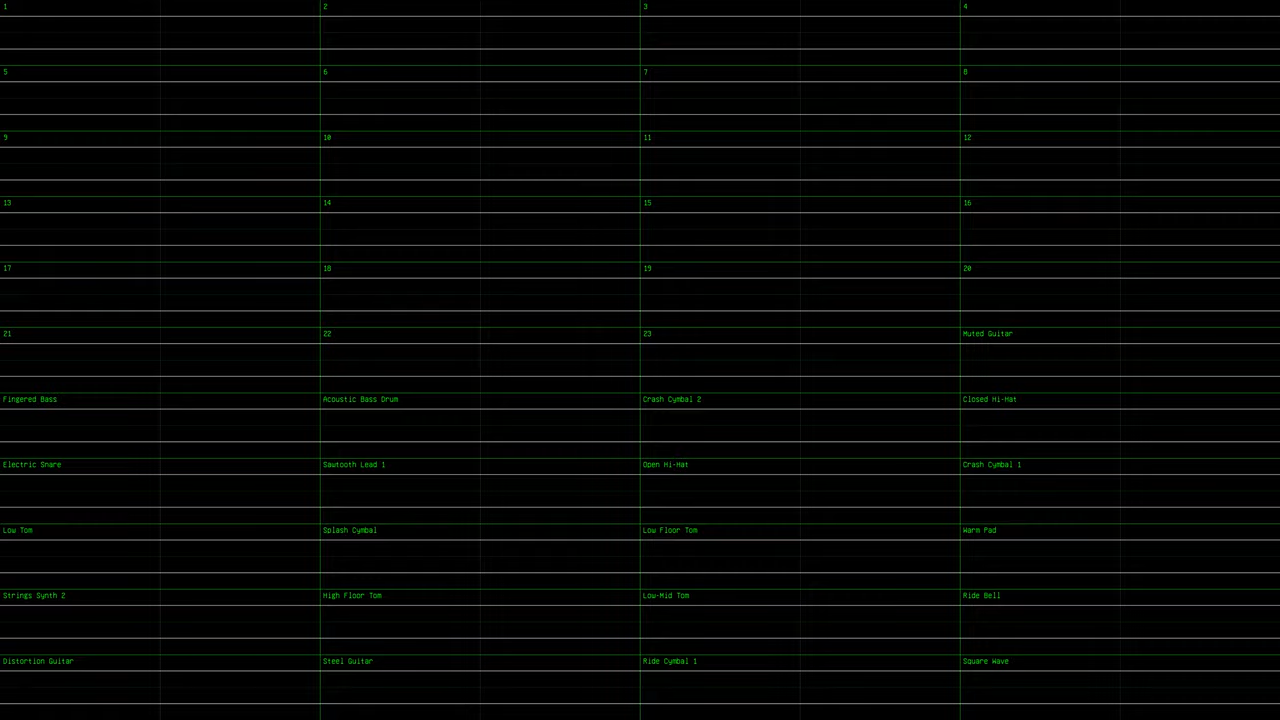 1 2 3 4
5 6 7 8
9 10 11 12
13 14 15 16
17 18 19 20
21 22 23 Muted Guitar
Fingered Bass Acoustic Bass Drum Crash Cymbal 2 Closed Hi-Hat
Electric Snare Sawtooth Lead 1 Open Hi-Hat Crash Cymbal 1
Low Tom Splash Cymbal Low Floor Tom Warm Pad
Strings Synth 2 High Floor Tom Low-Mid Tom Ride Bell
Distortion Guitar Steel Guitar Ride Cymbal 1 Square Wave